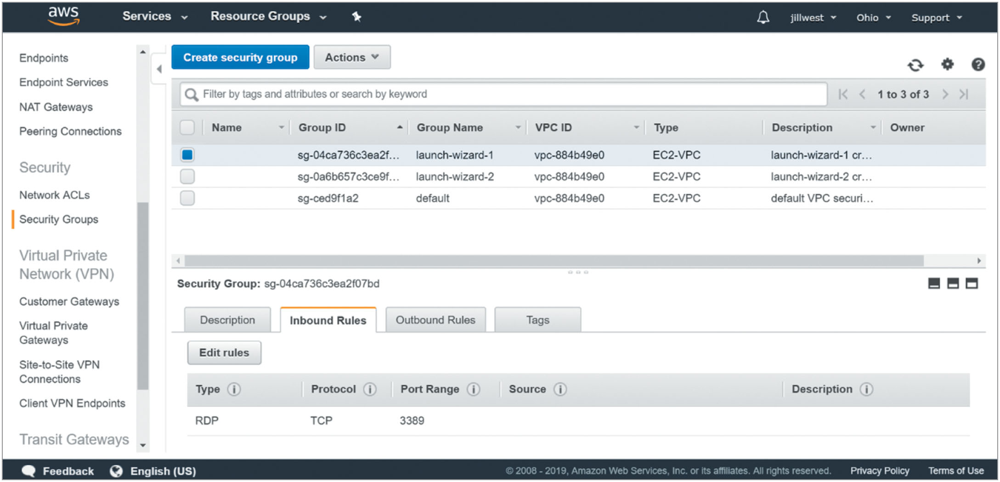 aws Services Resource Groups jillwest Ohio Support
Endpoints
Endpoint Services
NAT Gateways
Peering Connections
Security
Network ACLs
Security Groups
Virtual Private
Network (VPN)
Customer Gateways
Virtual Private
Gateways
Site-to-Site VPN
Connections
Client VPN Endpoints
Transit Gateways
Create security group Actions
Filter by tags and attributes or search by keyword 1 to 3 of 3
Name Group ID Group Name VPC ID Type Description Owner
sg-04ca736c3ea2f... launch-wizard-1 vpc-884b49e0 EC2-VPC launch-wizard-1 cr...
sg-0a6b657c3ce9f... launch-wizard-2 vpc-884b49e0 EC2-VPC launch-wizard-2 cr...
sg-ced9f1a2 default vpc-884b49e0 EC2-VPC default VPC securi...
Security Group: sg-04ca736c3ea2f07bd
Description Inbound Rules Outbound Rules Tags
Edit rules
Type Protocol Port Range Source Description
RDP TCP 3389
Feedback English (US) © 2008 - 2019, Amazon Web Services, Inc. or its affiliates. All rights reserved. Privacy Policy Terms of Use